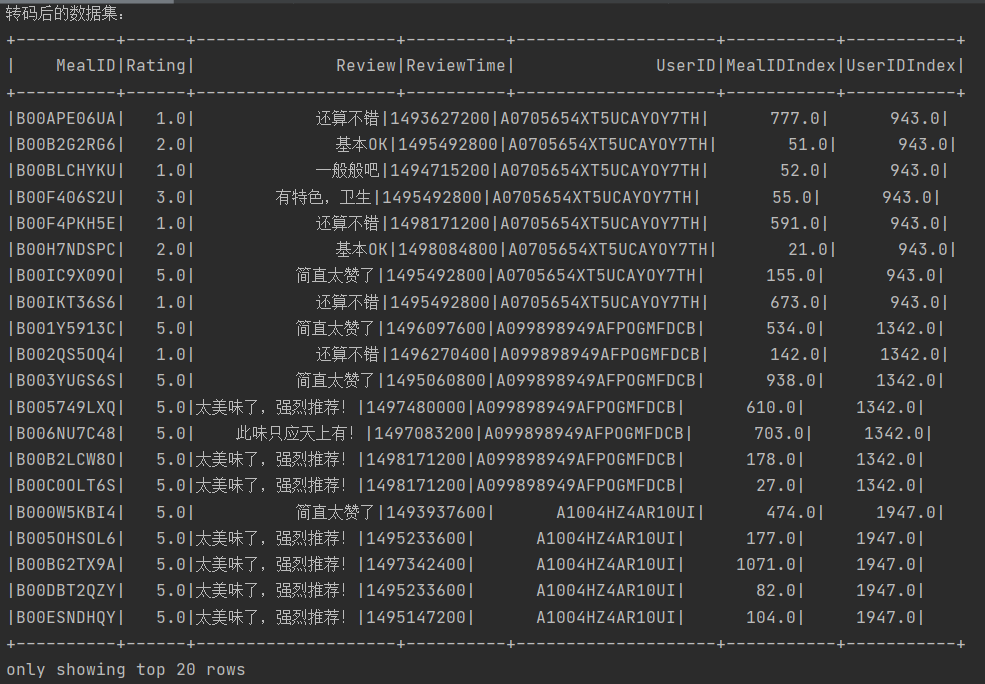 转码后的数据集：
+----------+------+--------------------+----------+--------------------+-----------+-----------+
|    MealID|Rating|              Review|ReviewTime|              UserID|MealIDIndex|UserIDIndex|
+----------+------+--------------------+----------+--------------------+-----------+-----------+
|B00APE06UA|   1.0|            还算不错|1493627200|A0705654XT5UCAYOY7TH|      777.0|      943.0|
|B00B2G2RG6|   2.0|              基本OK|1495492800|A0705654XT5UCAYOY7TH|       51.0|      943.0|
|B00BLCHYKU|   1.0|            一般般吧|1494715200|A0705654XT5UCAYOY7TH|       52.0|      943.0|
|B00F406S2U|   3.0|        有特色，卫生|1495492800|A0705654XT5UCAYOY7TH|       55.0|      943.0|
|B00F4PKH5E|   1.0|            还算不错|1498171200|A0705654XT5UCAYOY7TH|      591.0|      943.0|
|B00H7NDSPC|   2.0|              基本OK|1498084800|A0705654XT5UCAYOY7TH|       21.0|      943.0|
|B00IC9X09O|   5.0|          简直太赞了|1495492800|A0705654XT5UCAYOY7TH|      155.0|      943.0|
|B00IKT36S6|   1.0|            还算不错|1495492800|A0705654XT5UCAYOY7TH|      673.0|      943.0|
|B001Y5913C|   5.0|          简直太赞了|1496097600|A099898949AFPOGMFDCB|      534.0|     1342.0|
|B002QS5OQ4|   1.0|            还算不错|1496270400|A099898949AFPOGMFDCB|      142.0|     1342.0|
|B003YUGS6S|   5.0|          简直太赞了|1495060800|A099898949AFPOGMFDCB|      938.0|     1342.0|
|B005749LXQ|   5.0|太美味了，强烈推荐！|1497480000|A099898949AFPOGMFDCB|      610.0|     1342.0|
|B006NU7C48|   5.0|    此味只应天上有！|1497083200|A099898949AFPOGMFDCB|      703.0|     1342.0|
|B00B2LCW8O|   5.0|太美味了，强烈推荐！|1498171200|A099898949AFPOGMFDCB|      178.0|     1342.0|
|B00C0OLT6S|   5.0|太美味了，强烈推荐！|1498171200|A099898949AFPOGMFDCB|       27.0|     1342.0|
|B000W5KBI4|   5.0|          简直太赞了|1493937600|      A1004HZ4AR10UI|      474.0|     1947.0|
|B005OHSOL6|   5.0|太美味了，强烈推荐！|1495233600|      A1004HZ4AR10UI|      177.0|     1947.0|
|B00BG2TX9A|   5.0|太美味了，强烈推荐！|1497342400|      A1004HZ4AR10UI|     1071.0|     1947.0|
|B00DBT2QZY|   5.0|太美味了，强烈推荐！|1495233600|      A1004HZ4AR10UI|       82.0|     1947.0|
|B00ESNDHQY|   5.0|太美味了，强烈推荐！|1495147200|      A1004HZ4AR10UI|      104.0|     1947.0|
+----------+------+--------------------+----------+--------------------+-----------+-----------+
only showing top 20 rows